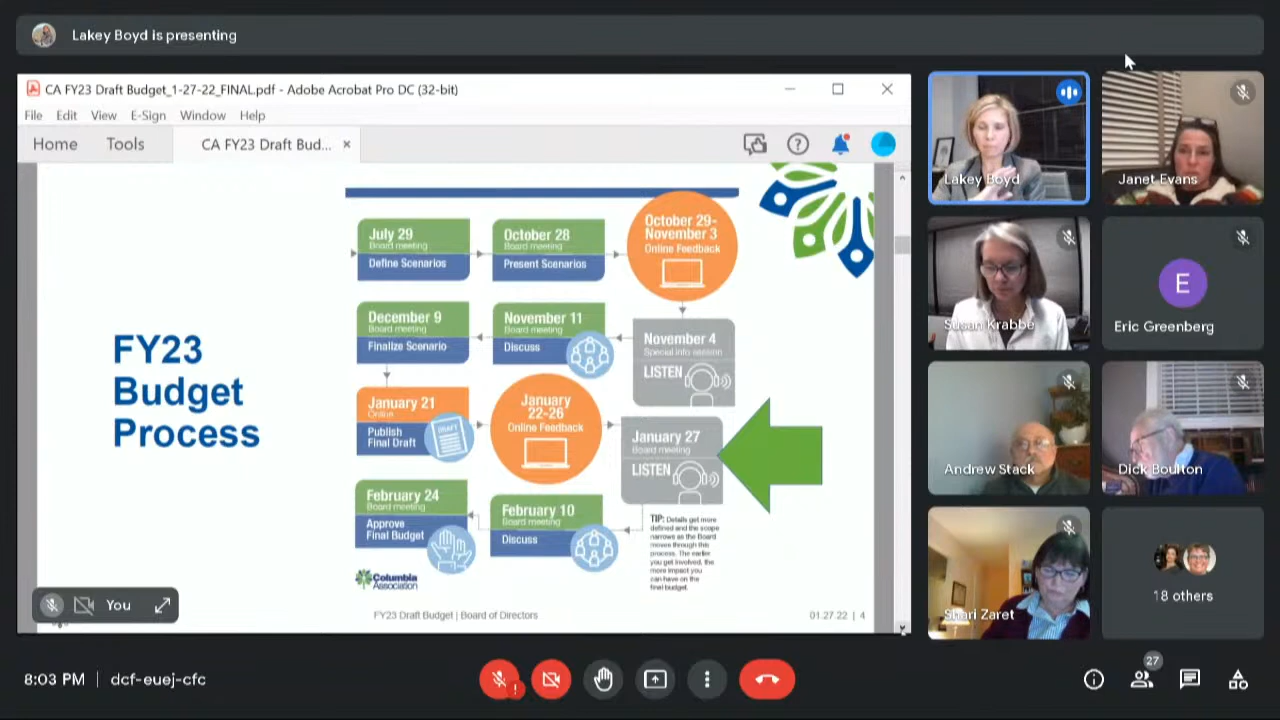 Lakey Boyd is presenting
CA FY23 Draft Budget_1-27-22_FINAL.pdf - Adobe Acrobat Pro DC (32-bit)
File Edit View E-Sign Window Help
Home Tools CA FY23 Draft Bud... ×
FY23
Budget
Process
July 29
Board meeting
Define Scenarios
October 28
Board meeting
Present Scenarios
October 29-
November 3
Online Feedback
December 9
Board meeting
Finalize Scenario
November 11
Board meeting
Discuss
November 4
Special info session
LISTEN
January 21
Online
Publish
Final Draft
DRAFT
January
22-26
Online Feedback
January 27
Board meeting
LISTEN
February 24
Board meeting
Approve
Final Budget
February 10
Board meeting
Discuss
TIP: Details get more
defined and the scope
narrows as the Board
moves through this
process. The earlier
you get involved, the
more impact you
can have on the
final budget.
Columbia
Association
FY23 Draft Budget | Board of Directors
01.27.22 | 4
You
Lakey Boyd
Janet Evans
Susan Krabbe
E
Eric Greenberg
Andrew Stack
Dick Boulton
Shari Zaret
18 others
8:03 PM | dcf-euej-cfc
!
27